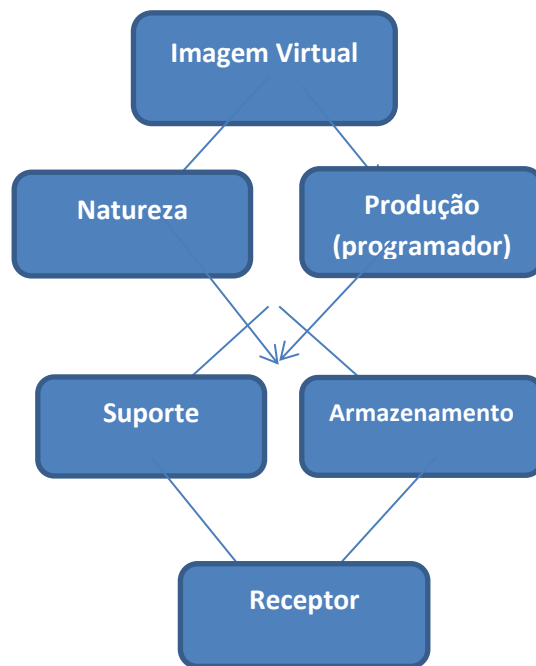 Imagem Virtual
Natureza
Produção
(programador)
Suporte
Armazenamento
Receptor